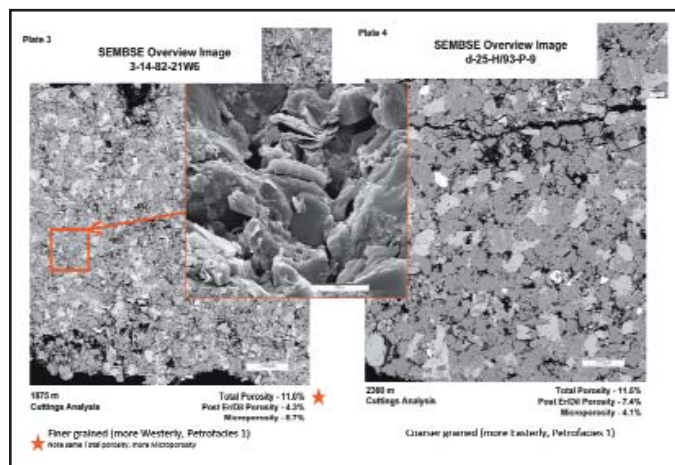 Plate 3
SEMBSE Overview Image
3-14-82-21W6
1875 m
Cuttings Analysis
Total Porosity - 11.0%
Post Er/Dil Porosity - 4.3%
Microporosity - 6.7%
Finer grained (more Westerly, Petrofacies 1)
Note same Total porosity, more Microporosity
Plate 4
SEMBSE Overview Image
d-25-H/93-P-9
2360 m
Cuttings Analysis
Total Porosity - 11.5%
Post Er/Dil Porosity - 7.4%
Microporosity - 4.1%
Coarser grained (more Easterly, Petrofacies 1)